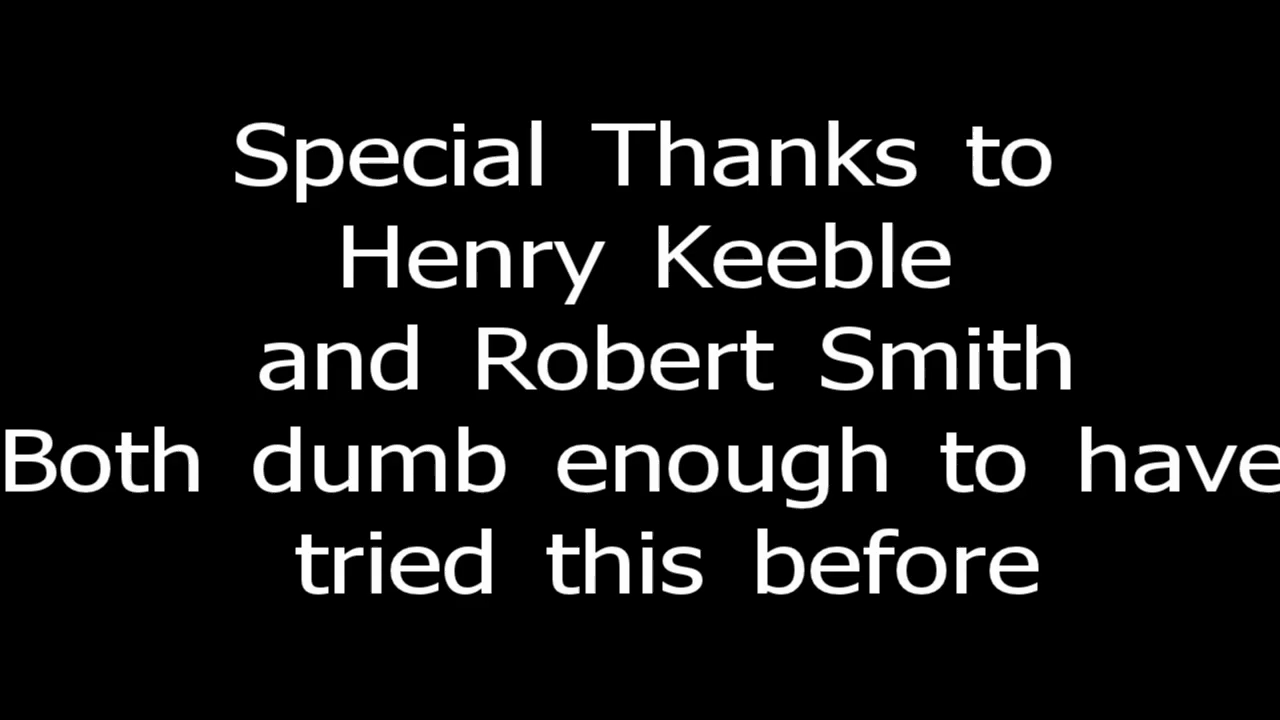 Special Thanks to
Henry Keeble
and Robert Smith
Both dumb enough to have
tried this before